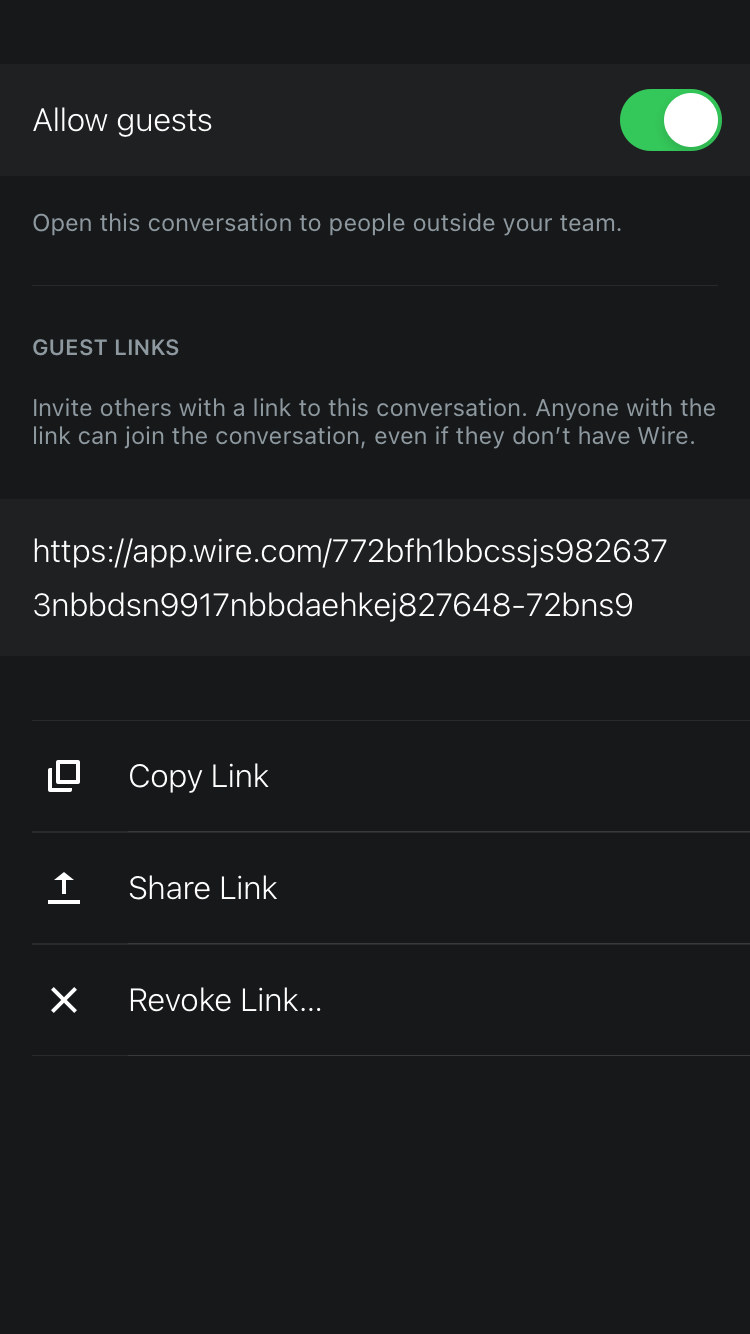 Allow guests
Open this conversation to people outside your team.
GUEST LINKS
Invite others with a link to this conversation. Anyone with the
link can join the conversation, even if they don’t have Wire.
https://app.wire.com/772bfh1bbcssjs982637
3nbbdsn9917nbbdaehkej827648-72bns9
Copy Link
Share Link
Revoke Link...